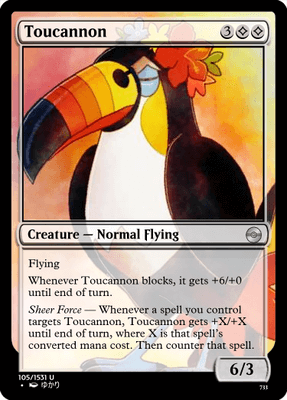 Toucannon 3
Creature — Normal Flying
Flying
Whenever Toucannon blocks, it gets +6/+0
until end of turn.
Sheer Force — Whenever a spell you control
targets Toucannon, Toucannon gets +X/+X
until end of turn, where X is that spell's
converted mana cost. Then counter that spell.
6/3
105/1531 U
• ゆかり
731